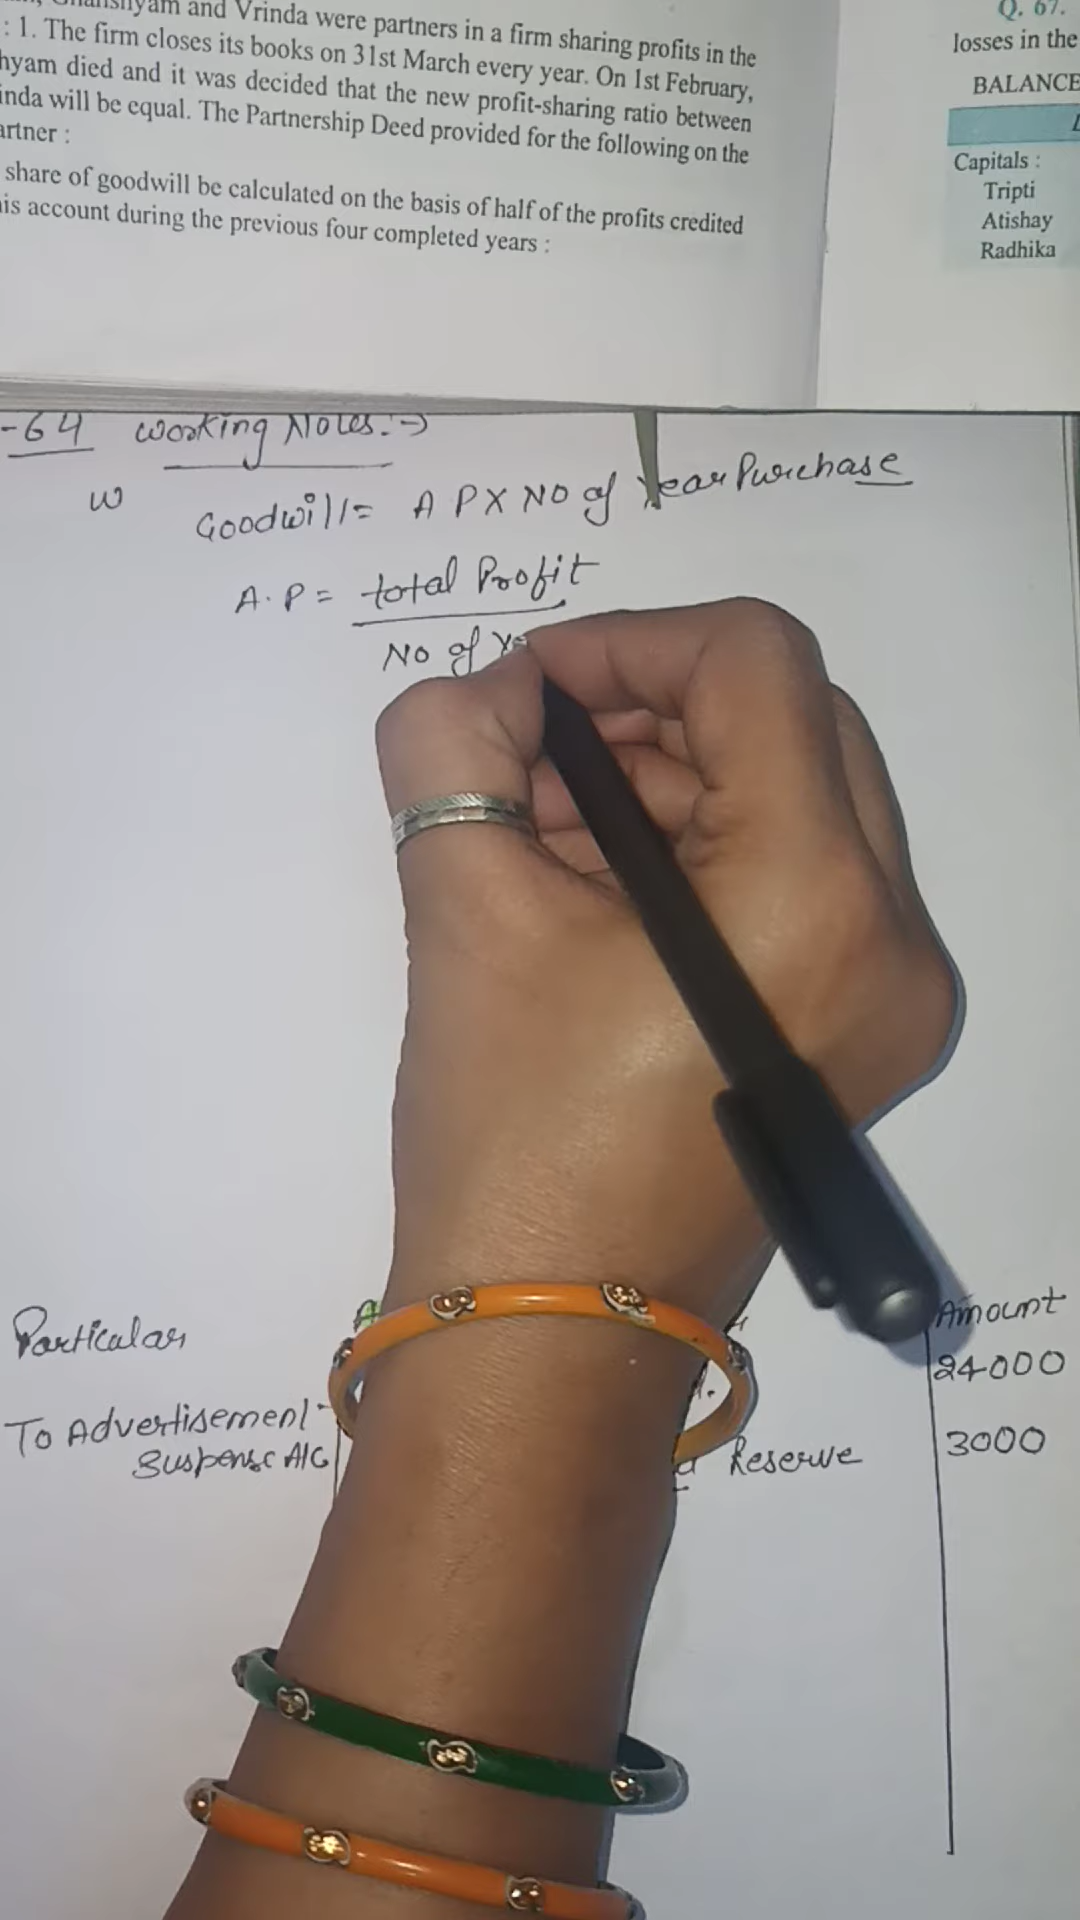 and Vrinda were partners in a firm sharing profits in the
: 1. The firm closes its books on 31st March every year. On 1st February,
hyam died and it was decided that the new profit-sharing ratio between
inda will be equal. The Partnership Deed provided for the following on the
artner :
share of goodwill be calculated on the basis of half of the profits credited
is account during the previous four completed years :
Q. 67.
losses in the
BALANCE
L
Capitals :
Tripti
Atishay
Radhika
-64 Working Notes:→
W
Goodwill = A P X NO of Year Purchase
A.P = total Profit
No of Ye
Particular
Amount
24000
To Advertisement
Suspense A/C
Reserve
3000